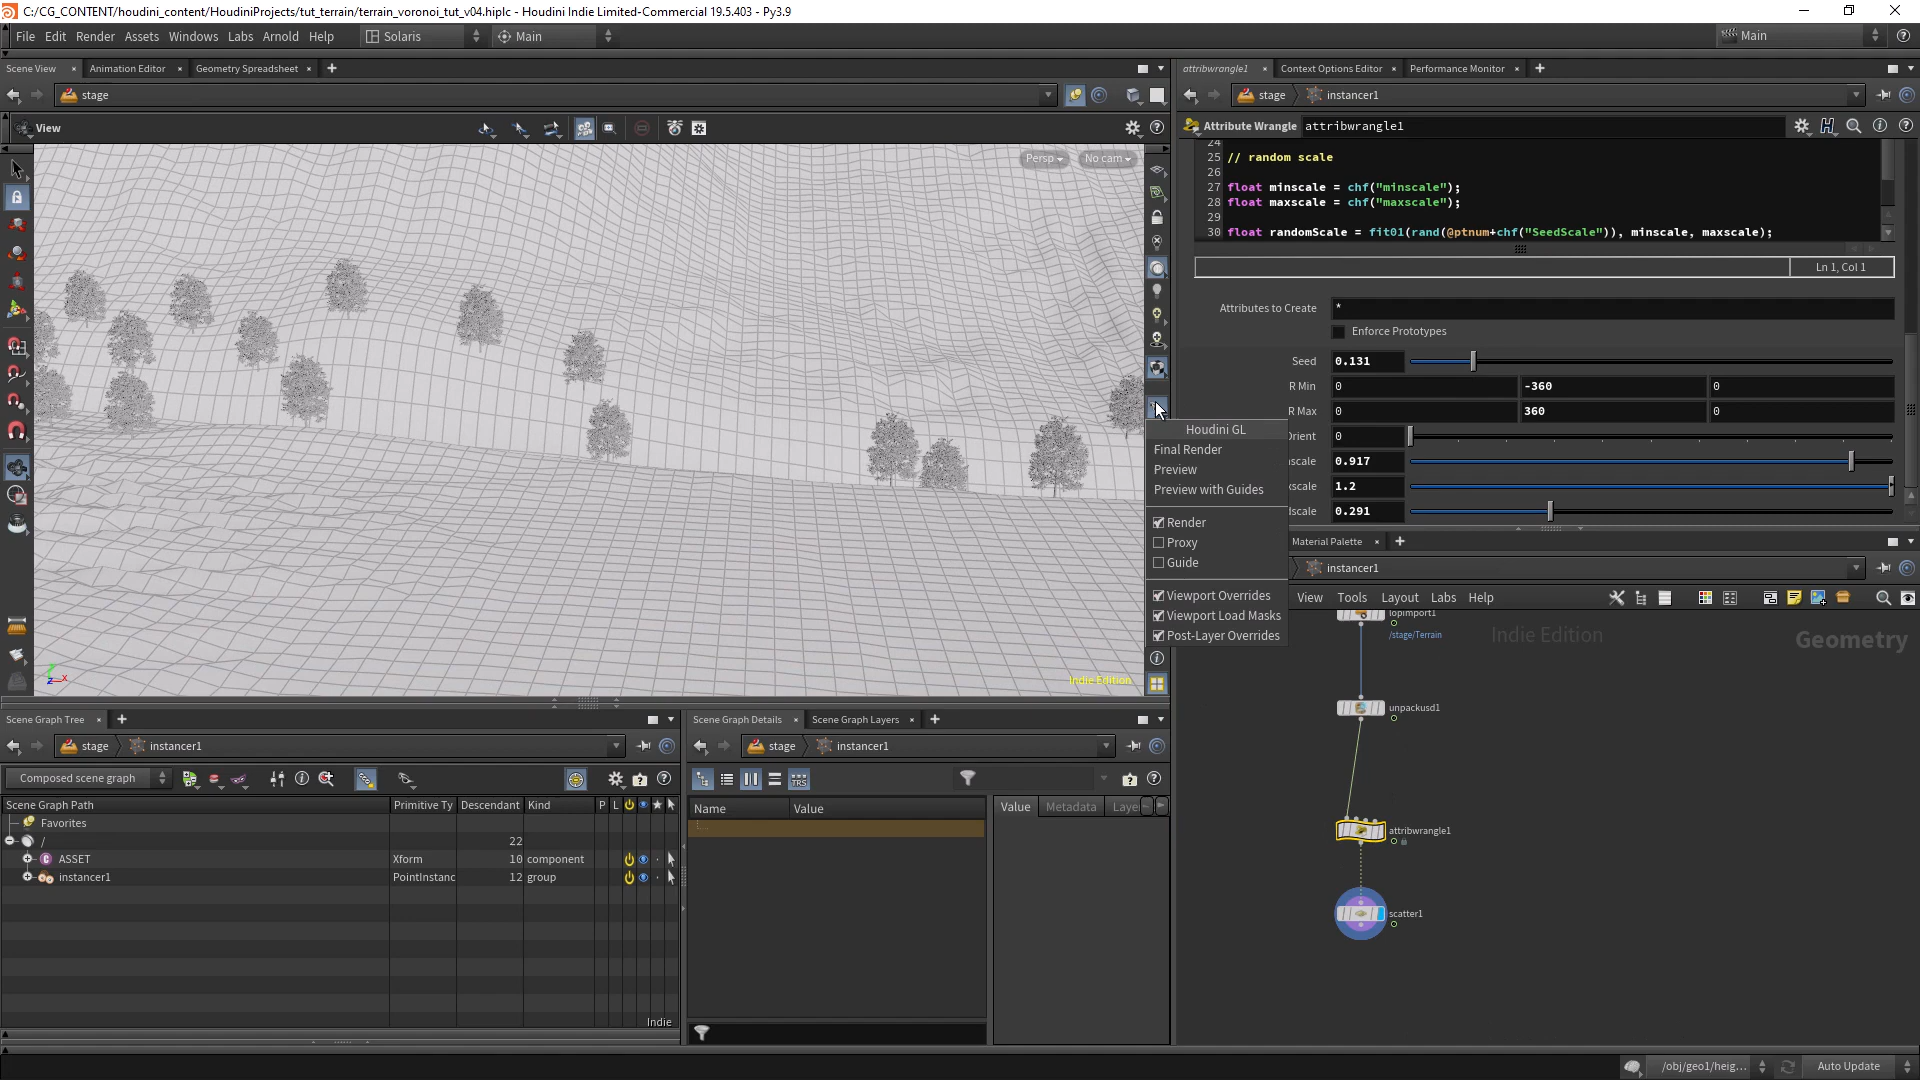 C:/CG_CONTENT/houdini_content/HoudiniProjects/tut_terrain/terrain_voronoi_tut_v04.hiplc - Houdini Indie Limited-Commercial 19.5.403 - Py3.9
File Edit Render Assets Windows Labs Arnold Help Solaris Main Main
Scene View Animation Editor Geometry Spreadsheet
stage
View
Persp No cam
Indie Edition
attribwrangle1 Context Options Editor Performance Monitor
stage instancer1
Attribute Wrangle attribwrangle1
24
25 // random scale
26
27 float minscale = chf("minscale");
28 float maxscale = chf("maxscale");
29
30 float randomScale = fit01(rand(@ptnum+chf("SeedScale")), minscale, maxscale);
Ln 1, Col 1
Attributes to Create *
Enforce Prototypes
Seed 0.131
R Min 0 -360 0
R Max 0 360 0
Orient 0
scale 0.917
scale 1.2
scale 0.291
Houdini GL
Final Render
Preview
Preview with Guides
Render
Proxy
Guide
Viewport Overrides
Viewport Load Masks
Post-Layer Overrides
Material Palette
instancer1
View Tools Layout Labs Help
Indie Edition
Geometry
lopimport1
/stage/Terrain
unpackusd1
attribwrangle1
scatter1
Scene Graph Tree
stage instancer1
Composed scene graph
Scene Graph Path Primitive Ty Descendant Kind P L
Favorites
/ 22
ASSET Xform 10 component
instancer1 PointInstanc 12 group
Indie
Scene Graph Details Scene Graph Layers
stage instancer1
Name Value
Value Metadata Laye
/obj/geo1/heig... Auto Update